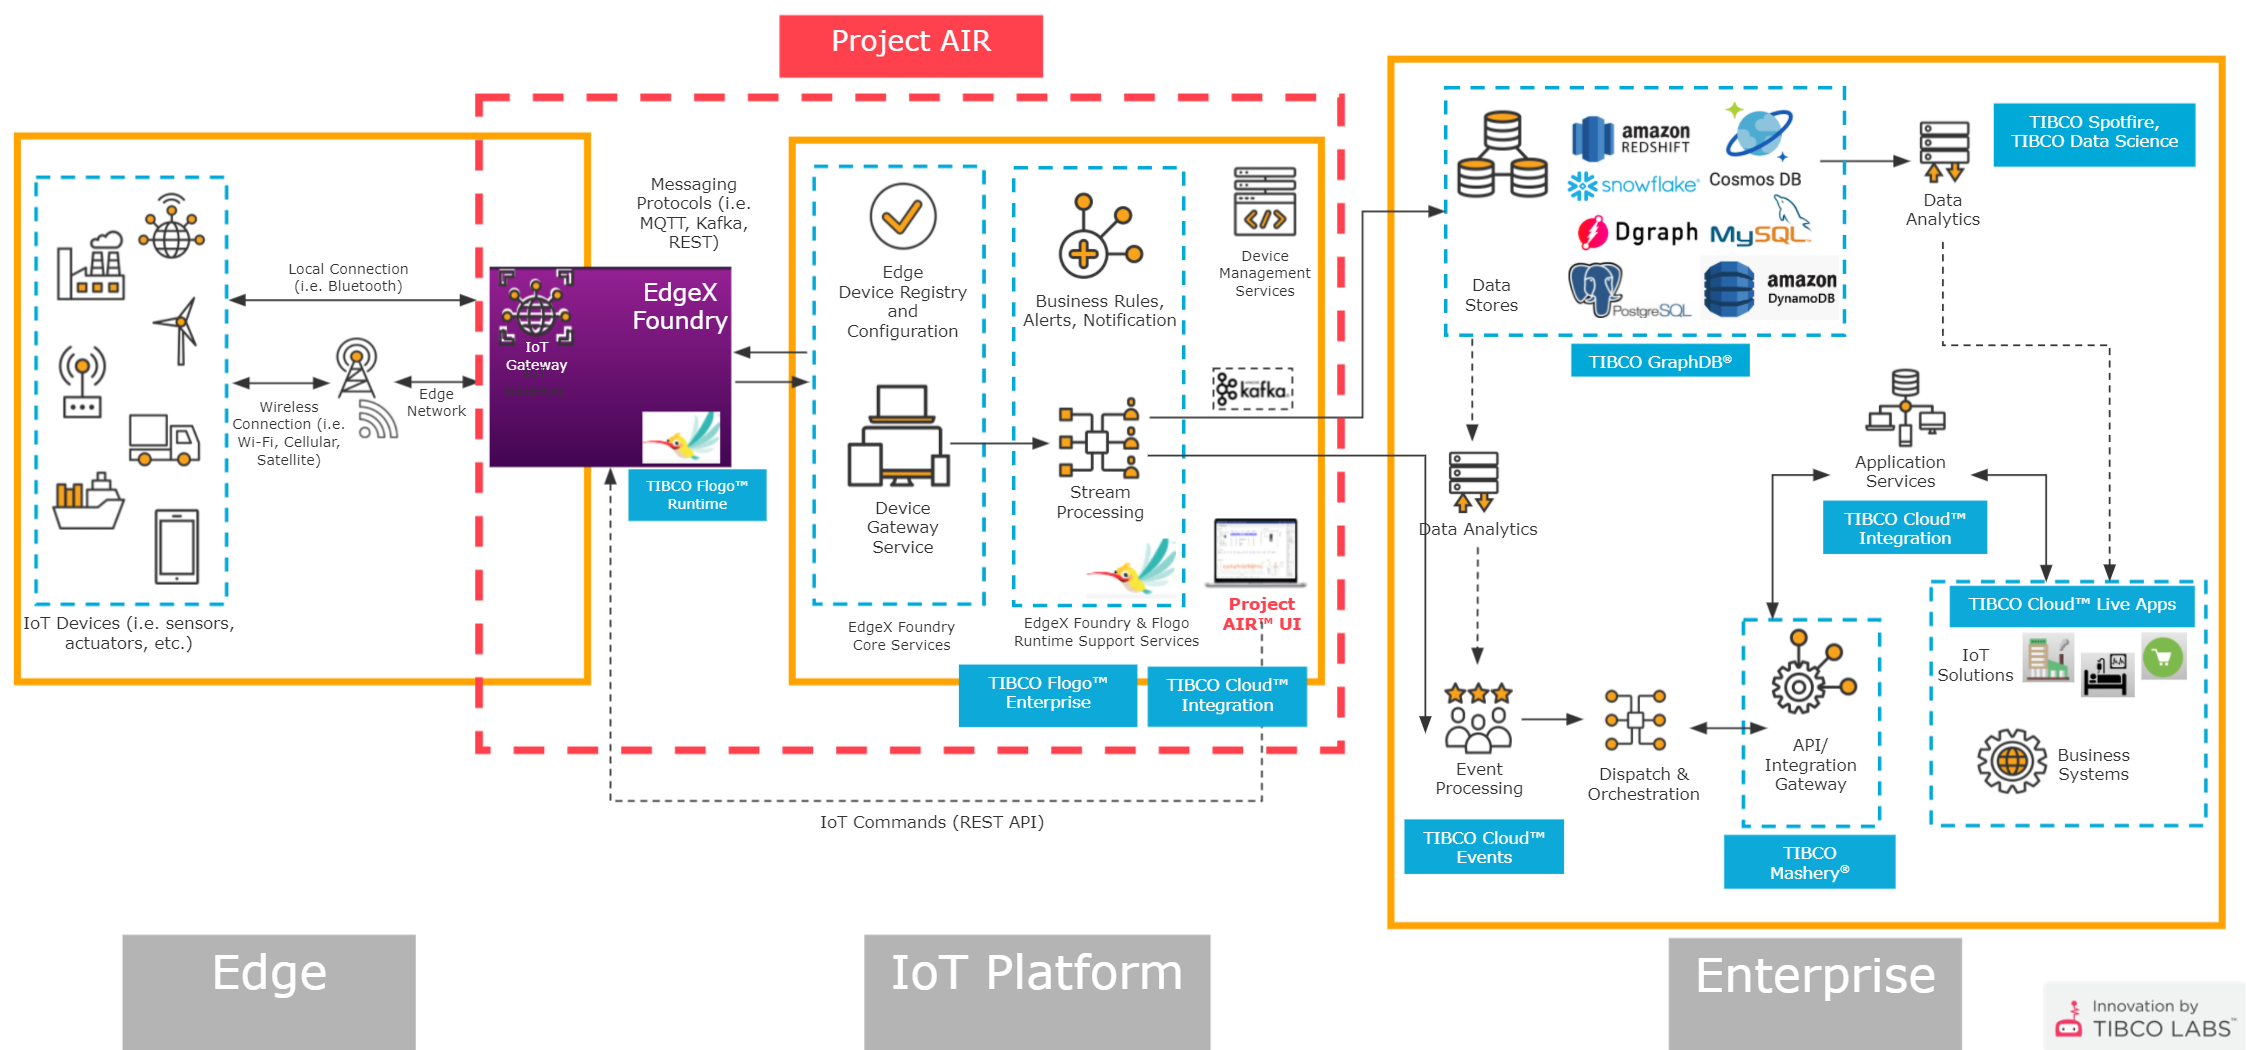 Project AIR
IoT Devices (i.e. sensors,
actuators, etc.)
Local Connection
(i.e. Bluetooth)
Wireless
Connection (i.e.
Wi-Fi, Cellular,
Satellite)
Edge
Network
Messaging
Protocols (i.e.
MQTT, Kafka,
REST)
EdgeX
Foundry
IoT
Gateway
TIBCO Flogo™
Runtime
Edge
Device Registry
and
Configuration
Device
Gateway
Service
EdgeX Foundry
Core Services
Business Rules,
Alerts, Notification
Stream
Processing
EdgeX Foundry & Flogo
Runtime Support Services
Device
Management
Services
kafka
Project
AIR™ UI
TIBCO Flogo™
Enterprise
TIBCO Cloud™
Integration
IoT Commands (REST API)
Data
Stores
amazon
REDSHIFT
snowflake®
Cosmos DB
Dgraph
MySQL™
PostgreSQL
amazon
DynamoDB
TIBCO GraphDB®
Data
Analytics
TIBCO Spotfire,
TIBCO Data Science
Data Analytics
Application
Services
TIBCO Cloud™
Integration
TIBCO Cloud™ Live Apps
IoT
Solutions
Business
Systems
Event
Processing
TIBCO Cloud™
Events
Dispatch &
Orchestration
API/
Integration
Gateway
TIBCO
Mashery®
Edge
IoT Platform
Enterprise
Innovation by
TIBCO LABS™